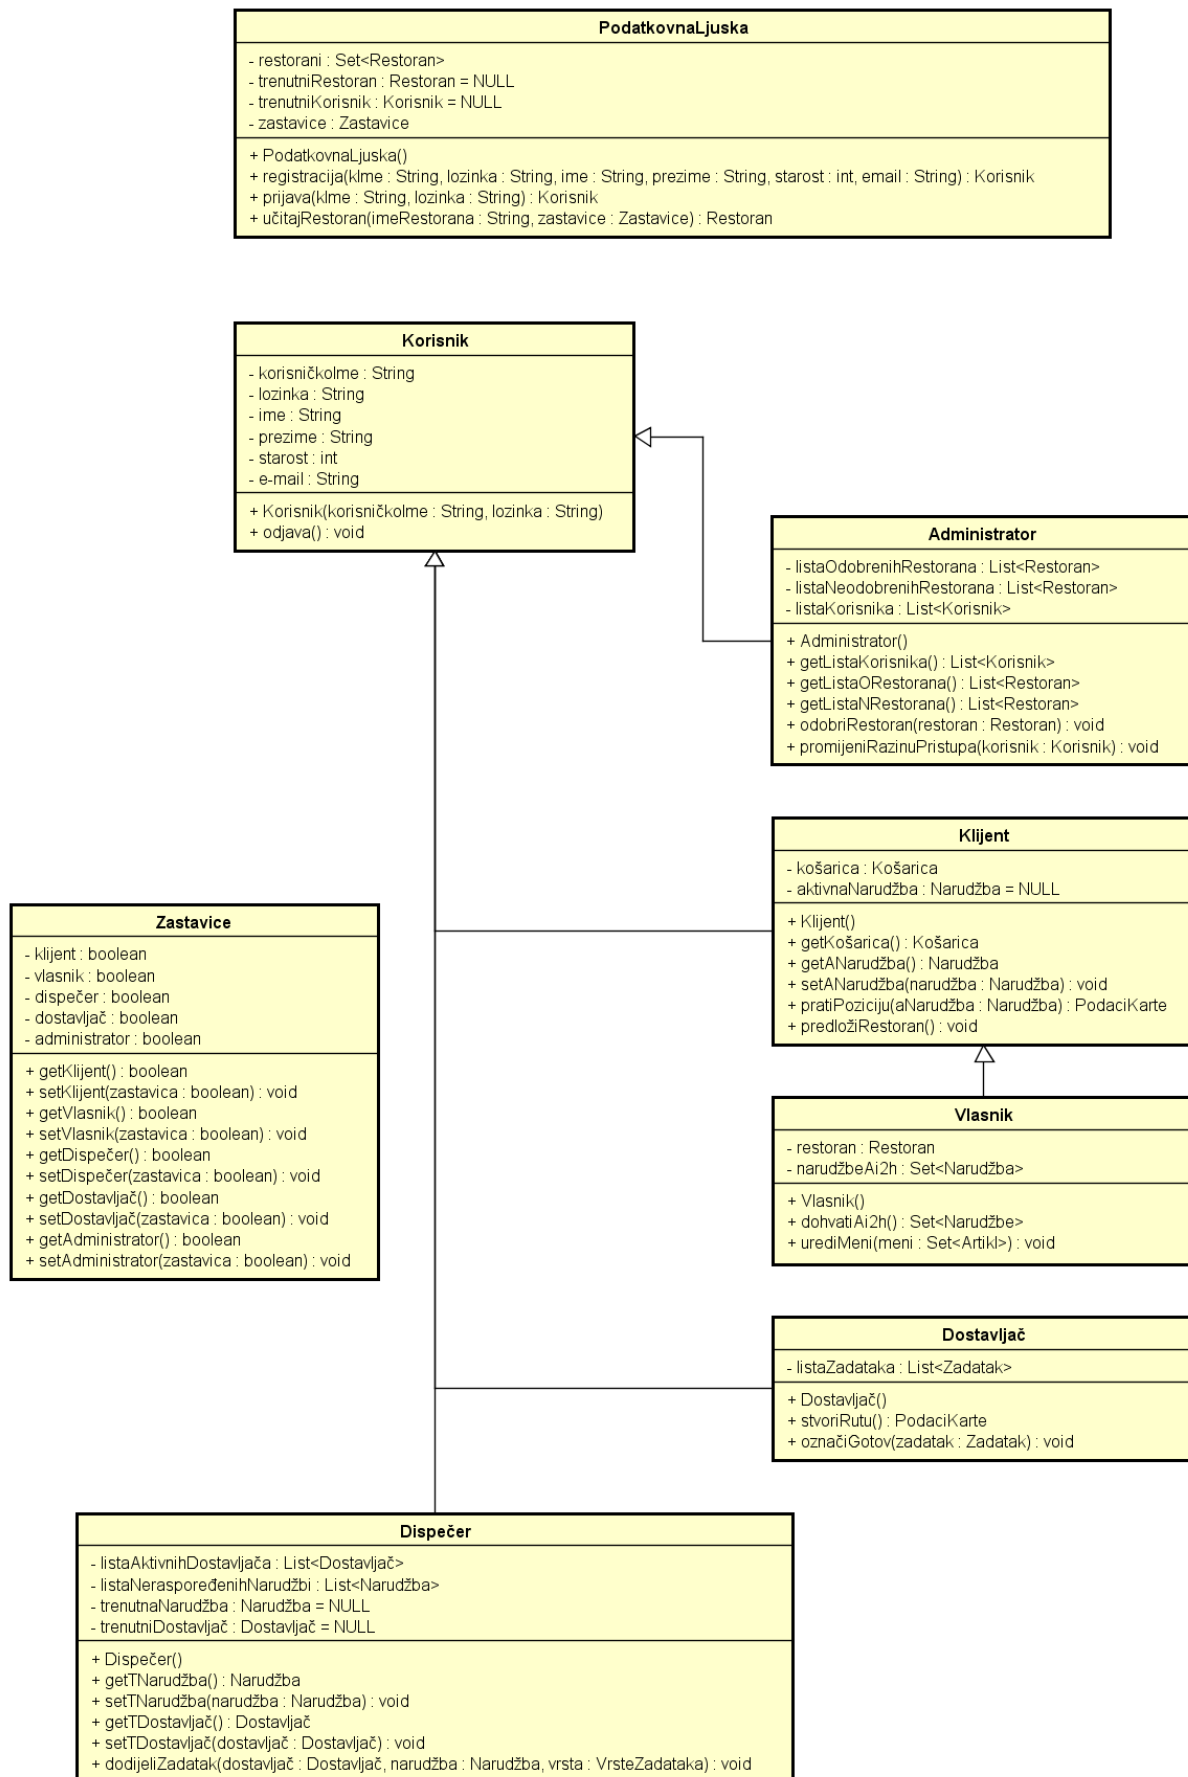 PodatkovnaLjuska
- restorani : Set<Restoran>
- trenutniRestoran : Restoran = NULL
- trenutniKorisnik : Korisnik = NULL
- zastavice : Zastavice
+ PodatkovnaLjuska()
+ registracija(kIme : String, lozinka : String, ime : String, prezime : String, starost : int, email : String) : Korisnik
+ prijava(kIme : String, lozinka : String) : Korisnik
+ učitajRestoran(imeRestorana : String, zastavice : Zastavice) : Restoran
Korisnik
- korisničkoIme : String
- lozinka : String
- ime : String
- prezime : String
- starost : int
- e-mail : String
+ Korisnik(korisničkoIme : String, lozinka : String)
+ odjava() : void
Administrator
- listaOdobrenihRestorana : List<Restoran>
- listaNeodobrenihRestorana : List<Restoran>
- listaKorisnika : List<Korisnik>
+ Administrator()
+ getListaKorisnika() : List<Korisnik>
+ getListaORestorana() : List<Restoran>
+ getListaNRestorana() : List<Restoran>
+ odobriRestoran(restoran : Restoran) : void
+ promijeniRazinuPristupa(korisnik : Korisnik) : void
Klijent
- košarica : Košarica
- aktivnaNarudžba : Narudžba = NULL
+ Klijent()
+ getKošarica() : Košarica
+ getANarudžba() : Narudžba
+ setANarudžba(narudžba : Narudžba) : void
+ pratiPoziciju(aNarudžba : Narudžba) : PodaciKarte
+ predložiRestoran() : void
Zastavice
- klijent : boolean
- vlasnik : boolean
- dispečer : boolean
- dostavljač : boolean
- administrator : boolean
+ getKlijent() : boolean
+ setKlijent(zastavica : boolean) : void
+ getVlasnik() : boolean
+ setVlasnik(zastavica : boolean) : void
+ getDispečer() : boolean
+ setDispečer(zastavica : boolean) : void
+ getDostavljač() : boolean
+ setDostavljač(zastavica : boolean) : void
+ getAdministrator() : boolean
+ setAdministrator(zastavica : boolean) : void
Vlasnik
- restoran : Restoran
- narudžbeAi2h : Set<Narudžba>
+ Vlasnik()
+ dohvatiAi2h() : Set<Narudžbe>
+ urediMeni(meni : Set<Artikl>) : void
Dostavljač
- listaZadataka : List<Zadatak>
+ Dostavljač()
+ stvoriRutu() : PodaciKarte
+ označiGotov(zadatak : Zadatak) : void
Dispečer
- listaAktivnihDostavljača : List<Dostavljač>
- listaNeraspoređenihNarudžbi : List<Narudžba>
- trenutnaNarudžba : Narudžba = NULL
- trenutniDostavljač : Dostavljač = NULL
+ Dispečer()
+ getTNarudžba() : Narudžba
+ setTNarudžba(narudžba : Narudžba) : void
+ getTDostavljač() : Dostavljač
+ setTDostavljač(dostavljač : Dostavljač) : void
+ dodijeliZadatak(dostavljač : Dostavljač, narudžba : Narudžba, vrsta : VrsteZadataka) : void